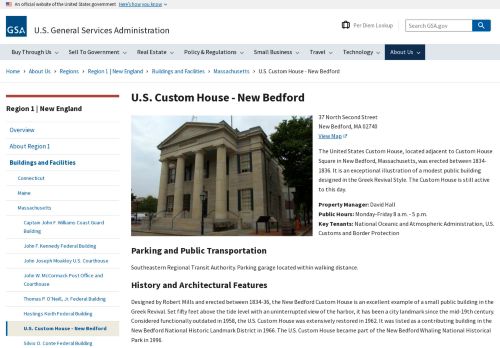 An official website of the United States government Here's how you know
GSA
U.S. General Services Administration
Per Diem Lookup
Search GSA.gov
Buy Through Us
Sell To Government
Real Estate
Policy & Regulations
Small Business
Travel
Technology
About Us
Home > About Us > Regions > Region 1 | New England > Buildings and Facilities > Massachusetts > U.S. Custom House - New Bedford
Region 1 | New England
Overview
About Region 1
Buildings and Facilities
Connecticut
Maine
Massachusetts
Captain John F. Williams Coast Guard
Building
John F. Kennedy Federal Building
John Joseph Moakley U.S. Courthouse
John W. McCormack Post Office and
Courthouse
Thomas P. O'Neill, Jr. Federal Building
Hastings Keith Federal Building
U.S. Custom House - New Bedford
Silvio O. Conte Federal Building
U.S. Custom House - New Bedford
37 North Second Street
New Bedford, MA 02740
View Map
The United States Custom House, located adjacent to Custom
House Square in New Bedford, Massachusetts, was erected between 1834-
1836. It is an exceptional illustration of a modest public building
designed in the Greek Revival Style. The Custom House is still active
to this day.
Property Manager: David Hall
Public Hours: Monday-Friday 8 a.m. - 5 p.m.
Key Tenants: National Oceanic and Atmospheric Administration, U.S.
Customs and Border Protection
Parking and Public Transportation
Southeastern Regional Transit Authority. Parking garage located within walking distance.
History and Architectural Features
Designed by Robert Mills and erected between 1834-36, the New Bedford Custom House is an excellent example of a small public building in the
Greek Revival. Set fifty feet above the tide level with an uninterrupted view of the harbor, it has been a city landmark since the mid-19th century.
Considered functionally outdated in 1958, the U.S. Custom House was extensively restored in 1962. It was listed as a contributing building in the
New Bedford National Historic Landmark District in 1966. The U.S. Custom House became part of the New Bedford Whaling National Historical
Park in 1996.